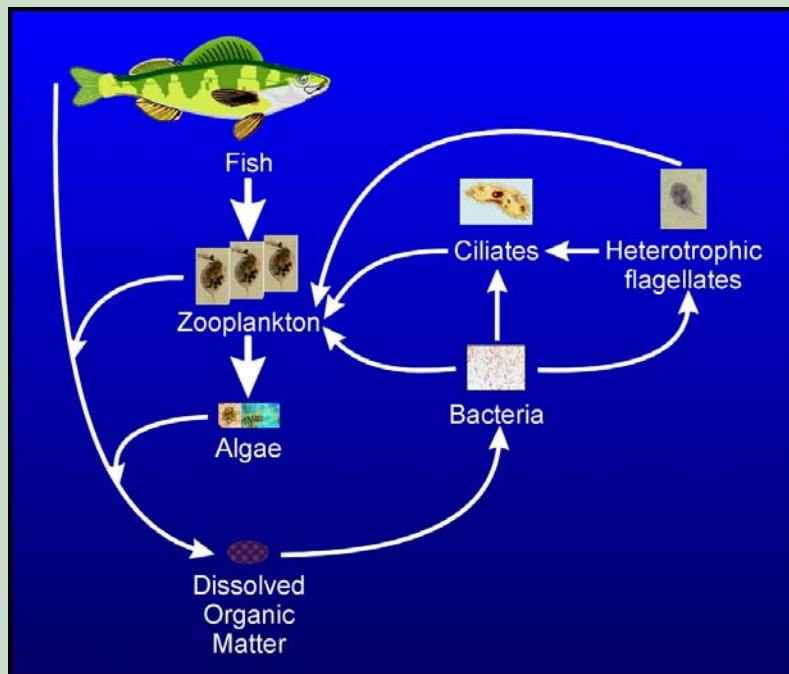 Fish
Zooplankton
Algae
Dissolved
Organic
Matter
Ciliates
Heterotrophic
flagellates
Bacteria